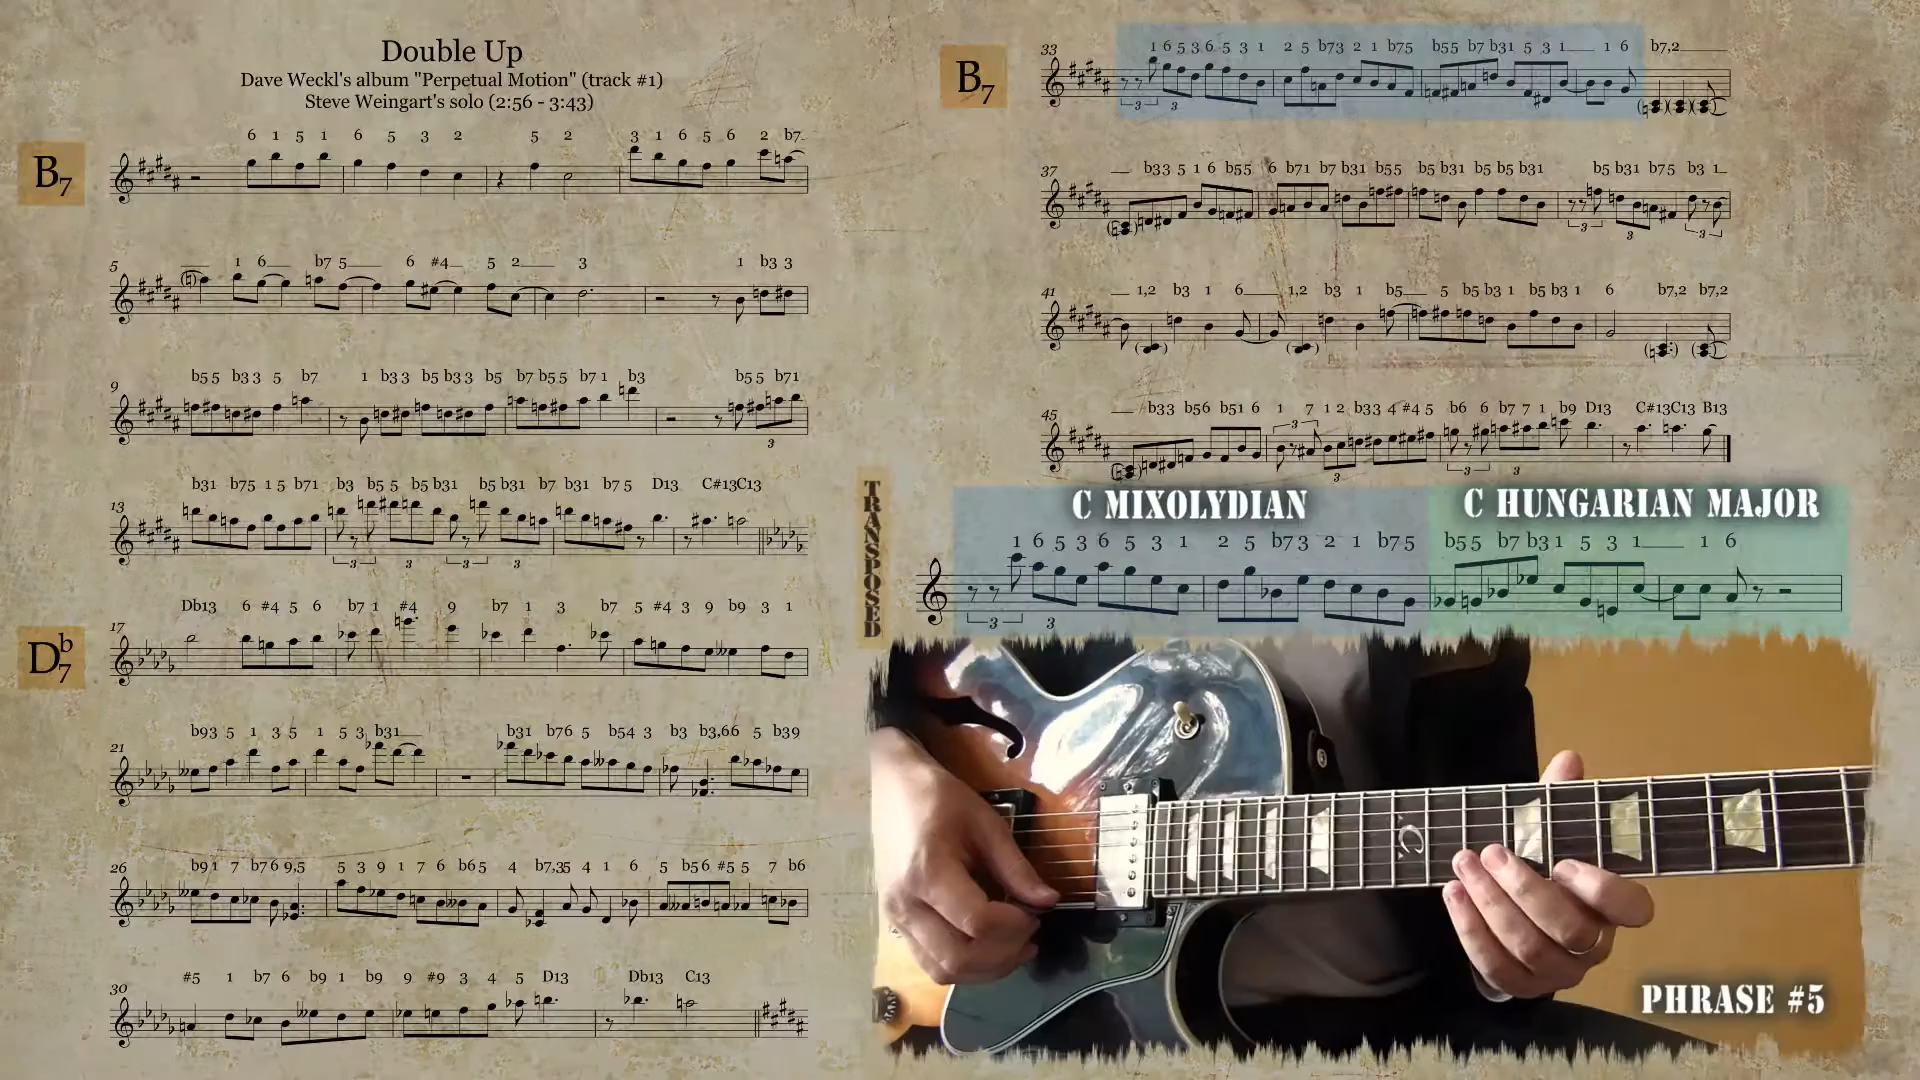 Double Up
Dave Weckl's album "Perpetual Motion" (track #1)
Steve Weingart's solo (2:56 - 3:43)
B7
6 1 5 1 6 5 3 2 5 2 3 1 6 5 6 2 b7
5
1 6 b7 5 6 #4 5 2 3 1 b3 3
9
b5 5 b3 3 5 b7 1 b3 3 b5 b3 3 b5 b7 b5 5 b7 1 b3 b5 5 b7 1
13
b3 1 b7 5 1 5 b7 1 b3 b5 5 b5 b3 1 b5 b3 1 b7 b3 1 b7 5 D13 C#13 C13
Db7
17
Db13 6 #4 5 6 b7 1 #4 9 b7 1 3 b7 5 #4 3 9 b9 3 1
21
b9 3 5 1 3 5 1 5 3 b3 1 b3 1 b7 6 5 b5 4 3 b3 b3,6 6 5 b3 9
26
b9 1 7 b7 6 9,5 5 3 9 1 7 6 b6 5 4 b7,3 5 4 1 6 5 b5 6 #5 5 7 b6
30
#5 1 b7 6 b9 1 b9 9 #9 3 4 5 D13 Db13 C13
B7
33
1 6 5 3 6 5 3 1 2 5 b7 3 2 1 b7 5 b5 5 b7 b3 1 5 3 1 1 6 b7,2
37
b3 3 5 1 6 b5 5 6 b7 1 b7 b3 1 b5 5 b5 b3 1 b5 b5 b3 1 b5 b3 1 b7 5 b3 1
41
1,2 b3 1 6 1,2 b3 1 b5 5 b5 b3 1 b5 b3 1 6 b7,2 b7,2
45
b3 3 b5 6 b5 1 6 1 7 1 2 b3 3 4 #4 5 b6 6 b7 7 1 b9 D13 C#13 C13 B13
TRANSPOSED
C MIXOLYDIAN
C HUNGARIAN MAJOR
1 6 5 3 6 5 3 1 2 5 b7 3 2 1 b7 5 b5 5 b7 b3 1 5 3 1 1 6
PHRASE #5